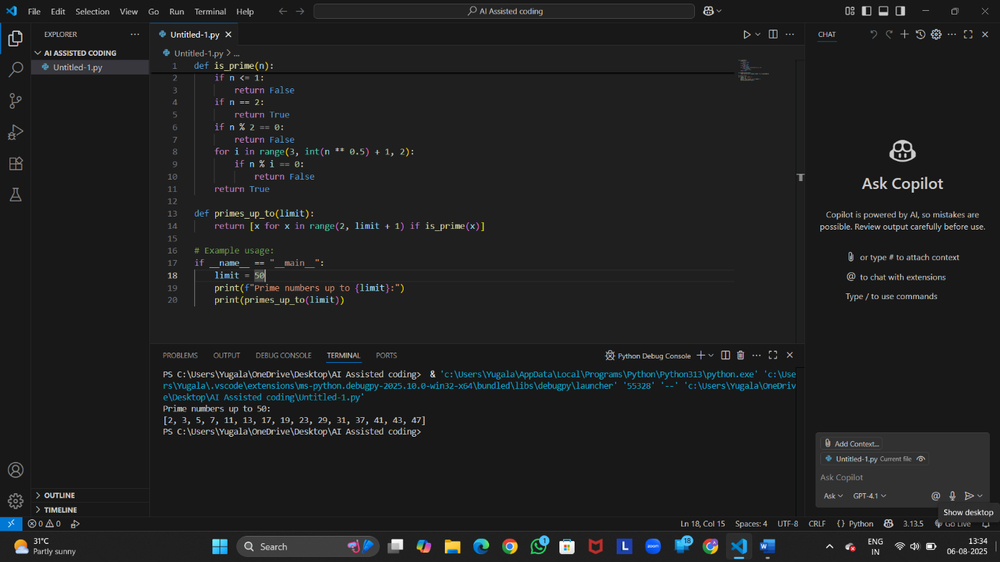 File Edit Selection View Go Run Terminal Help
AI Assisted coding
EXPLORER
AI ASSISTED CODING
Untitled-1.py
OUTLINE
TIMELINE
Untitled-1.py
Untitled-1.py > ...
1 def is_prime(n):
2 if n <= 1:
3 return False
4 if n == 2:
5 return True
6 if n % 2 == 0:
7 return False
8 for i in range(3, int(n ** 0.5) + 1, 2):
9 if n % i == 0:
10 return False
11 return True
12
13 def primes_up_to(limit):
14 return [x for x in range(2, limit + 1) if is_prime(x)]
15
16 # Example usage:
17 if __name__ == "__main__":
18 limit = 50
19 print(f"Prime numbers up to {limit}:")
20 print(primes_up_to(limit))
PROBLEMS OUTPUT DEBUG CONSOLE TERMINAL PORTS
Python Debug Console
PS C:\Users\Yugala\OneDrive\Desktop\AI Assisted coding> & 'c:\Users\Yugala\AppData\Local\Programs\Python\Python313\python.exe' 'c:\Use
rs\Yugala\.vscode\extensions\ms-python.debugpy-2025.10.0-win32-x64\bundled\libs\debugpy\launcher' '55328' '--' 'c:\Users\Yugala\OneDriv
e\Desktop\AI Assisted coding\Untitled-1.py'
Prime numbers up to 50:
[2, 3, 5, 7, 11, 13, 17, 19, 23, 29, 31, 37, 41, 43, 47]
PS C:\Users\Yugala\OneDrive\Desktop\AI Assisted coding>
CHAT
Ask Copilot
Copilot is powered by AI, so mistakes are
possible. Review output carefully before use.
or type # to attach context
@ to chat with extensions
Type / to use commands
Add Context...
Untitled-1.py Current file
Ask Copilot
Ask GPT-4.1 @
Show desktop
0 0
Ln 18, Col 15 Spaces: 4 UTF-8 CRLF {} Python 3.13.5 Go Live
31°C
Partly sunny
Search
1
L
zoom
18
ENG
IN
13:34
06-08-2025